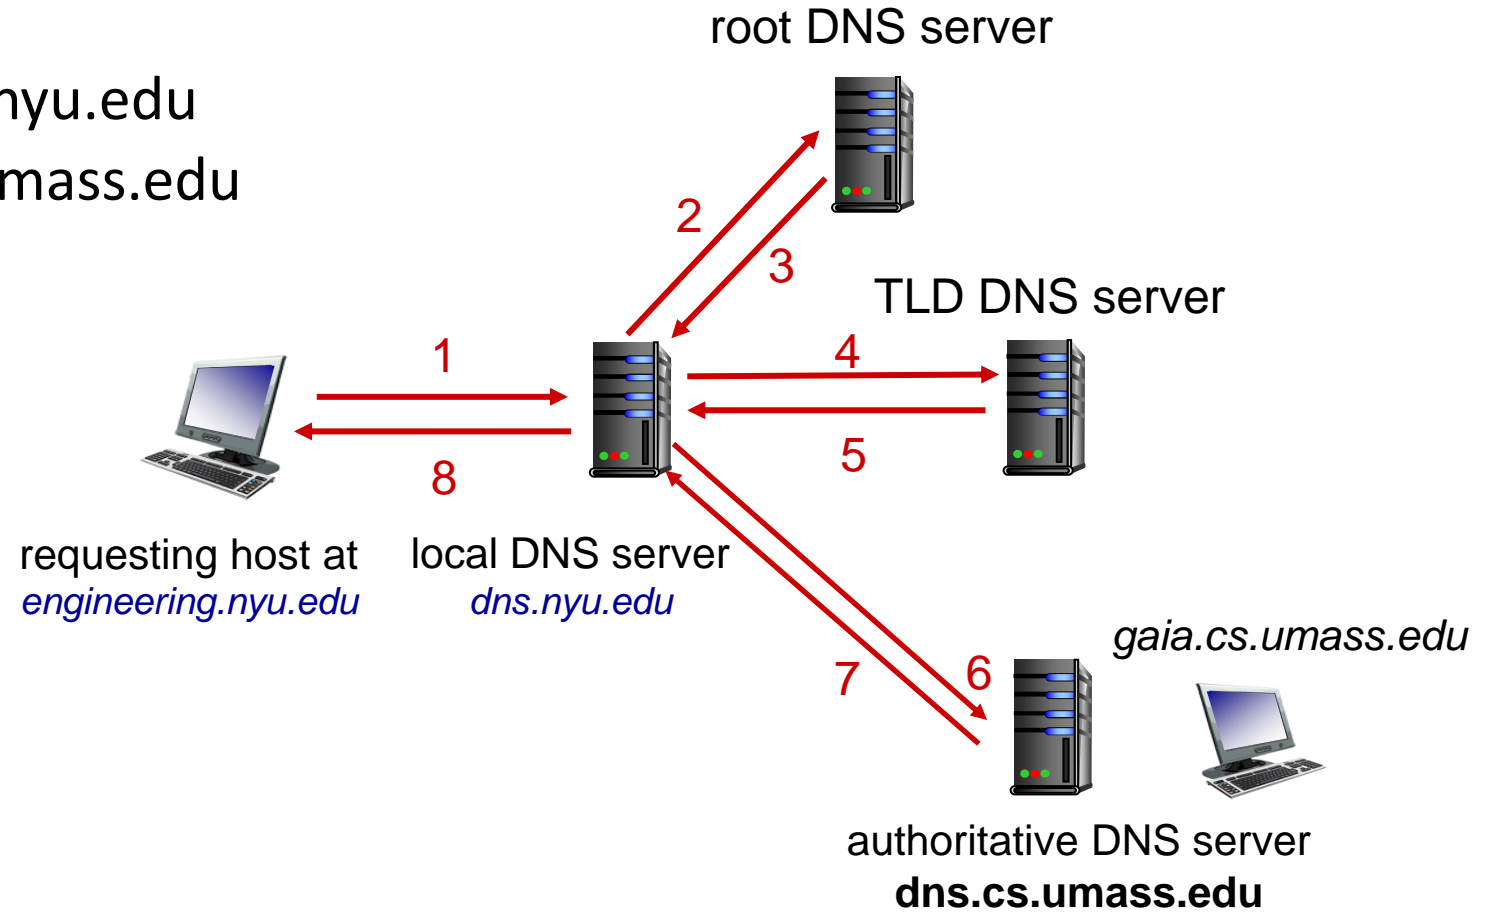 root DNS server
nyu.edu
mass.edu
2
3
TLD DNS server
1
4
8
5
requesting host at
engineering.nyu.edu
local DNS server
dns.nyu.edu
gaia.cs.umass.edu
7
6
authoritative DNS server
dns.cs.umass.edu